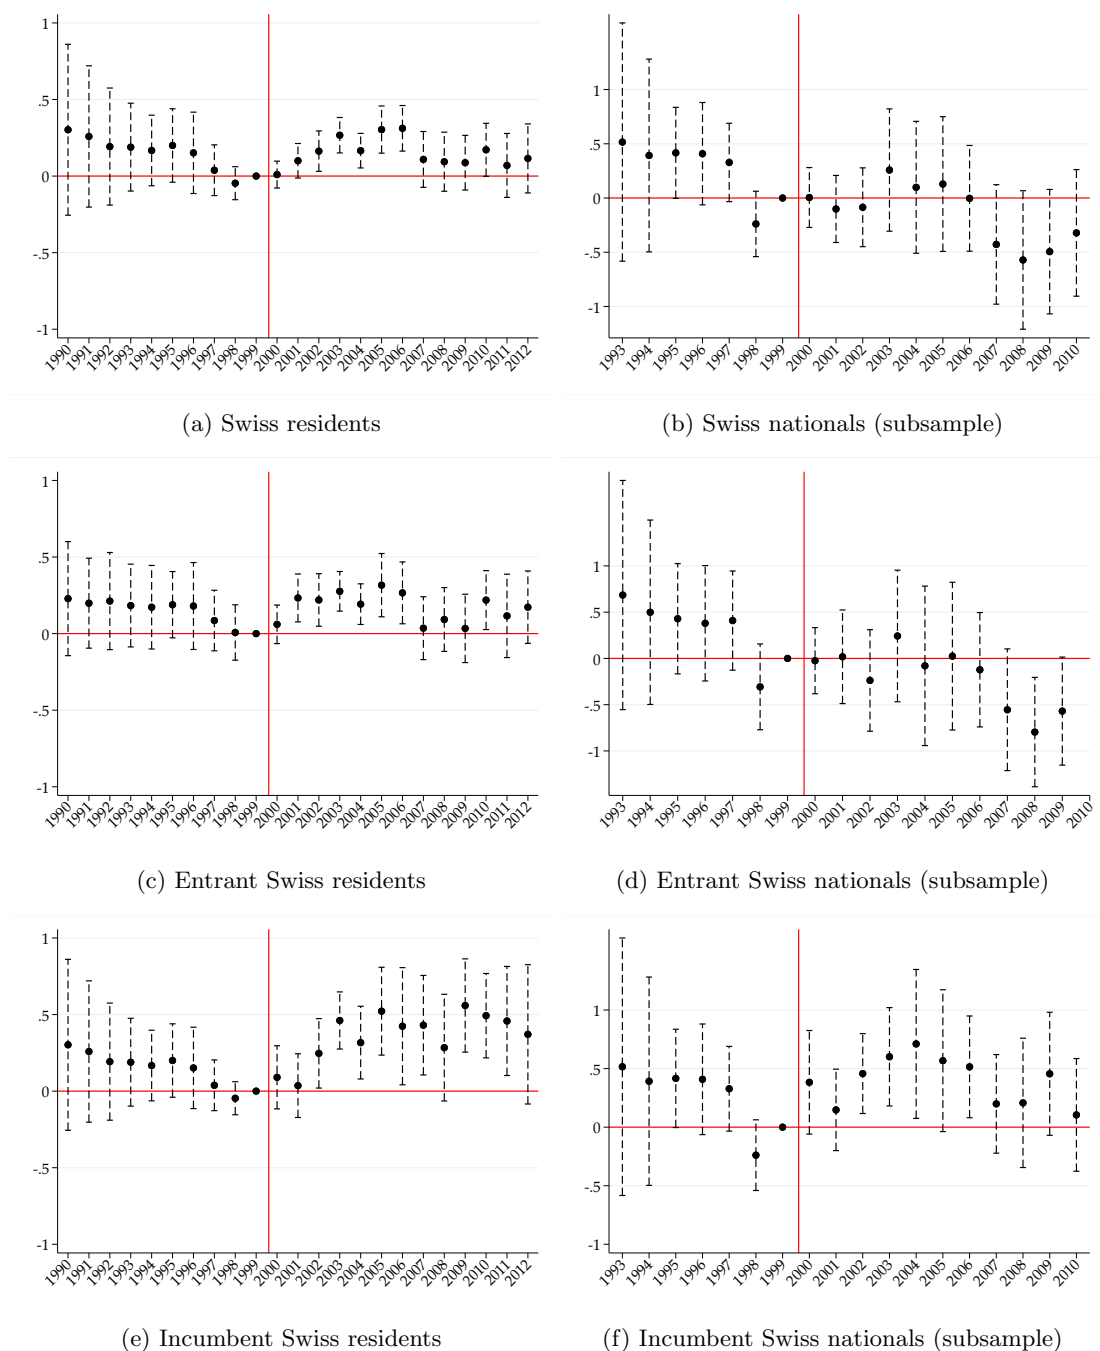 1
.5
0
-.5
-1
1990 1991 1992 1993 1994 1995 1996 1997 1998 1999 2000 2001 2002 2003 2004 2005 2006 2007 2008 2009 2010 2011 2012
(a) Swiss residents
1
.5
0
-.5
-1
1993 1994 1995 1996 1997 1998 1999 2000 2001 2002 2003 2004 2005 2006 2007 2008 2009 2010
(b) Swiss nationals (subsample)
1
.5
0
-.5
-1
1990 1991 1992 1993 1994 1995 1996 1997 1998 1999 2000 2001 2002 2003 2004 2005 2006 2007 2008 2009 2010 2011 2012
(c) Entrant Swiss residents
1
.5
0
-.5
-1
1993 1994 1995 1996 1997 1998 1999 2000 2001 2002 2003 2004 2005 2006 2007 2008 2009 2010
(d) Entrant Swiss nationals (subsample)
1
.5
0
-.5
-1
1990 1991 1992 1993 1994 1995 1996 1997 1998 1999 2000 2001 2002 2003 2004 2005 2006 2007 2008 2009 2010 2011 2012
(e) Incumbent Swiss residents
1
.5
0
-.5
-1
1993 1994 1995 1996 1997 1998 1999 2000 2001 2002 2003 2004 2005 2006 2007 2008 2009 2010
(f) Incumbent Swiss nationals (subsample)